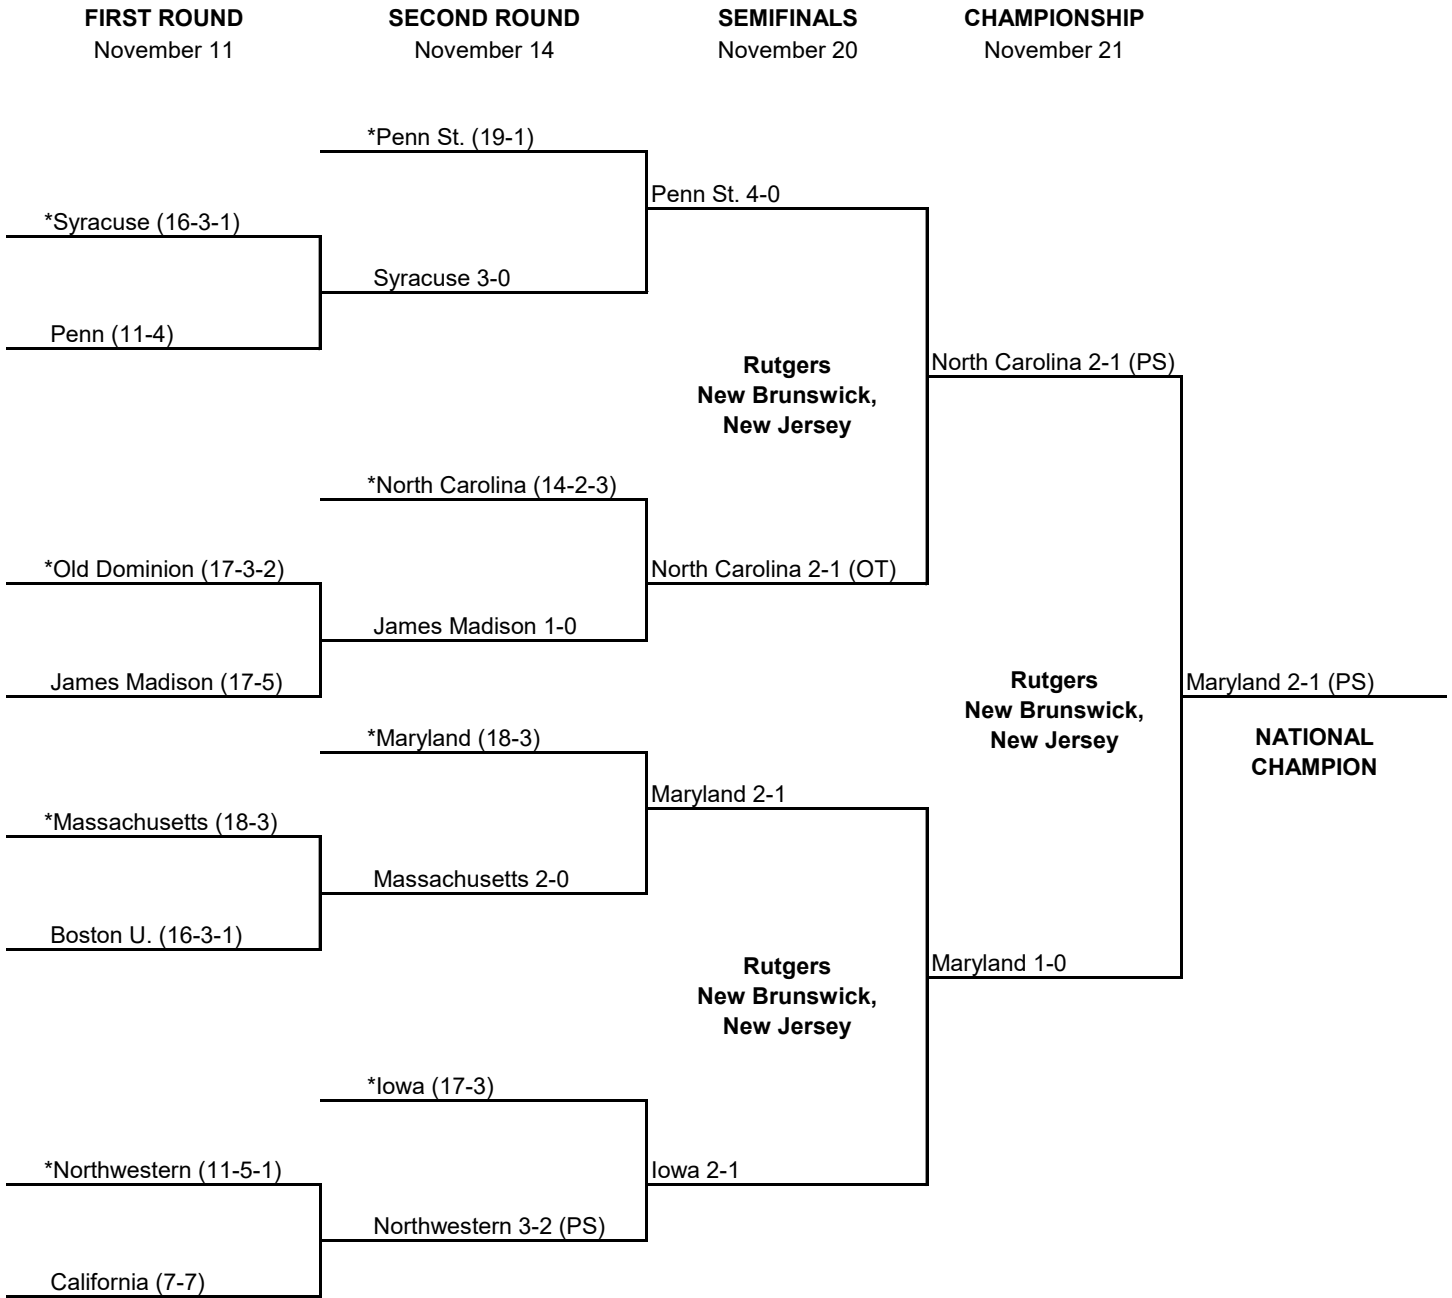 FIRST ROUND
November 11
SECOND ROUND
November 14
SEMIFINALS
November 20
CHAMPIONSHIP
November 21
*Penn St. (19-1)
Penn St. 4-0
*Syracuse (16-3-1)
Syracuse 3-0
Penn (11-4)
Rutgers
New Brunswick,
New Jersey
North Carolina 2-1 (PS)
*North Carolina (14-2-3)
*Old Dominion (17-3-2)
North Carolina 2-1 (OT)
James Madison 1-0
James Madison (17-5)
Rutgers
New Brunswick,
New Jersey
Maryland 2-1 (PS)
NATIONAL
CHAMPION
*Maryland (18-3)
Maryland 2-1
*Massachusetts (18-3)
Massachusetts 2-0
Boston U. (16-3-1)
Rutgers
New Brunswick,
New Jersey
Maryland 1-0
*Iowa (17-3)
*Northwestern (11-5-1)
Iowa 2-1
Northwestern 3-2 (PS)
California (7-7)